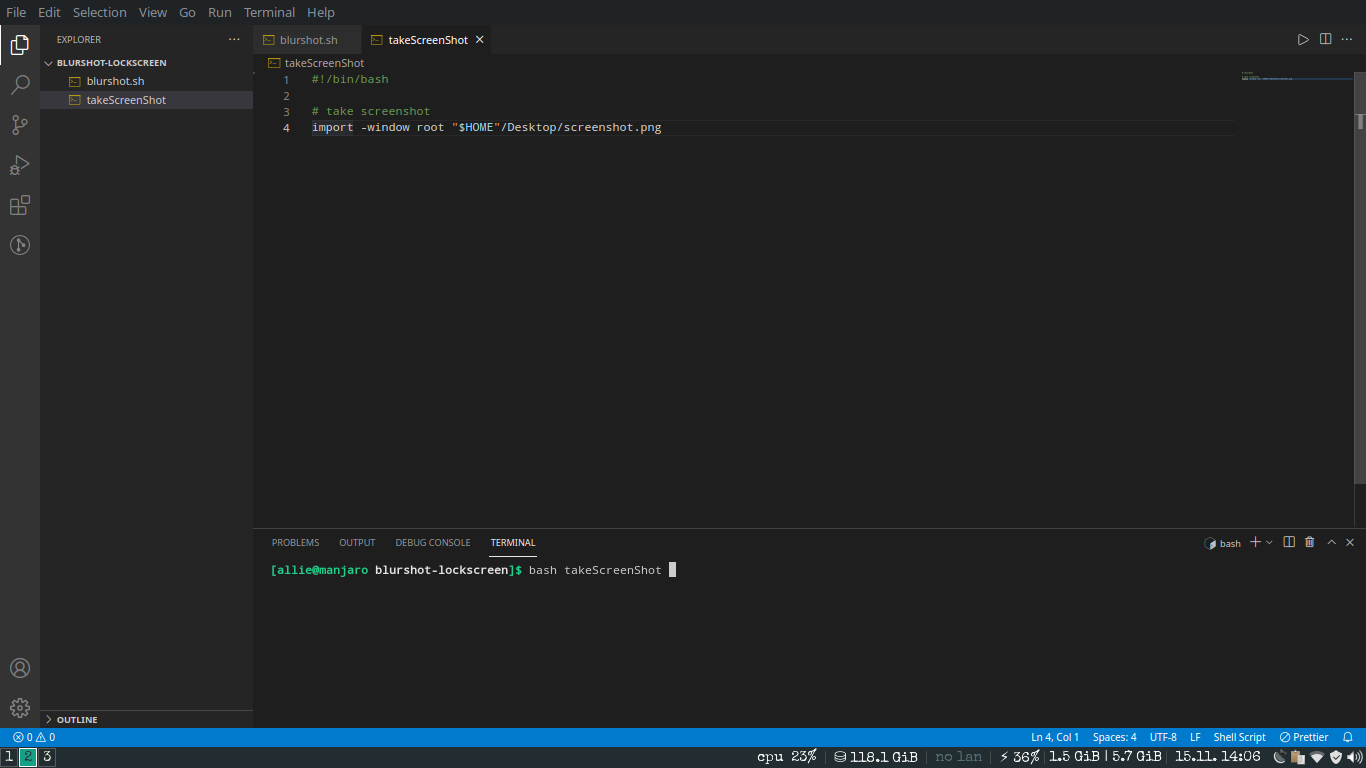 File Edit Selection View Go Run Terminal Help
EXPLORER
BLURSHOT-LOCKSCREEN
blurshot.sh
takeScreenShot
OUTLINE
blurshot.sh takeScreenShot
takeScreenShot
1 #!/bin/bash
2
3 # take screenshot
4 import -window root "$HOME"/Desktop/screenshot.png
PROBLEMS OUTPUT DEBUG CONSOLE TERMINAL
bash
[allie@manjaro blurshot-lockscreen]$ bash takeScreenShot
0 0 Ln 4, Col 1 Spaces: 4 UTF-8 LF Shell Script Prettier
1 2 3 cpu 23% | 118.1 GiB | no lan | ⚡ 36% | 1.5 GiB | 5.7 GiB | 15.11. 14:06